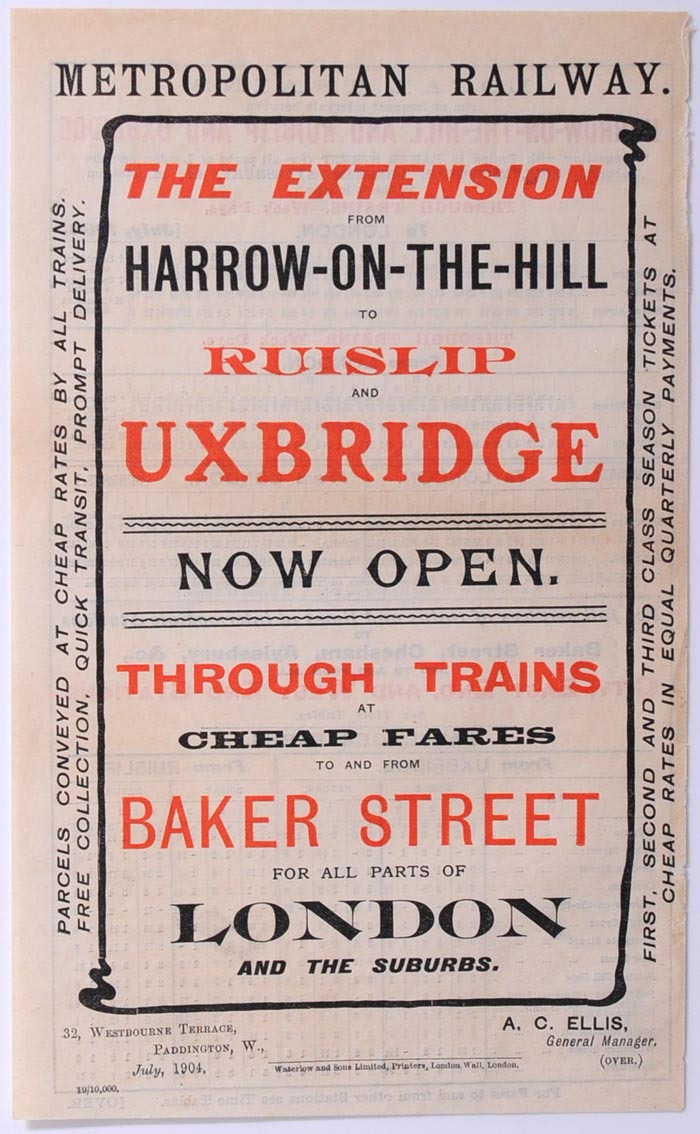 METROPOLITAN RAILWAY.
THE EXTENSION
FROM
HARROW-ON-THE-HILL
TO
RUISLIP
AND
UXBRIDGE
NOW OPEN.
THROUGH TRAINS
AT
CHEAP FARES
TO AND FROM
BAKER STREET
FOR ALL PARTS OF
LONDON
AND THE SUBURBS.
PARCELS CONVEYED AT CHEAP RATES BY ALL TRAINS.
FREE COLLECTION, QUICK TRANSIT, PROMPT DELIVERY.
FIRST, SECOND AND THIRD CLASS SEASON TICKETS AT
CHEAP RATES IN EQUAL QUARTERLY PAYMENTS.
32, WESTBOURNE TERRACE,
PADDINGTON, W.,
July, 1904.
19/10,000.
Waterlow and Sons Limited, Printers, London Wall, London.
A. C. ELLIS,
General Manager.
(OVER.)